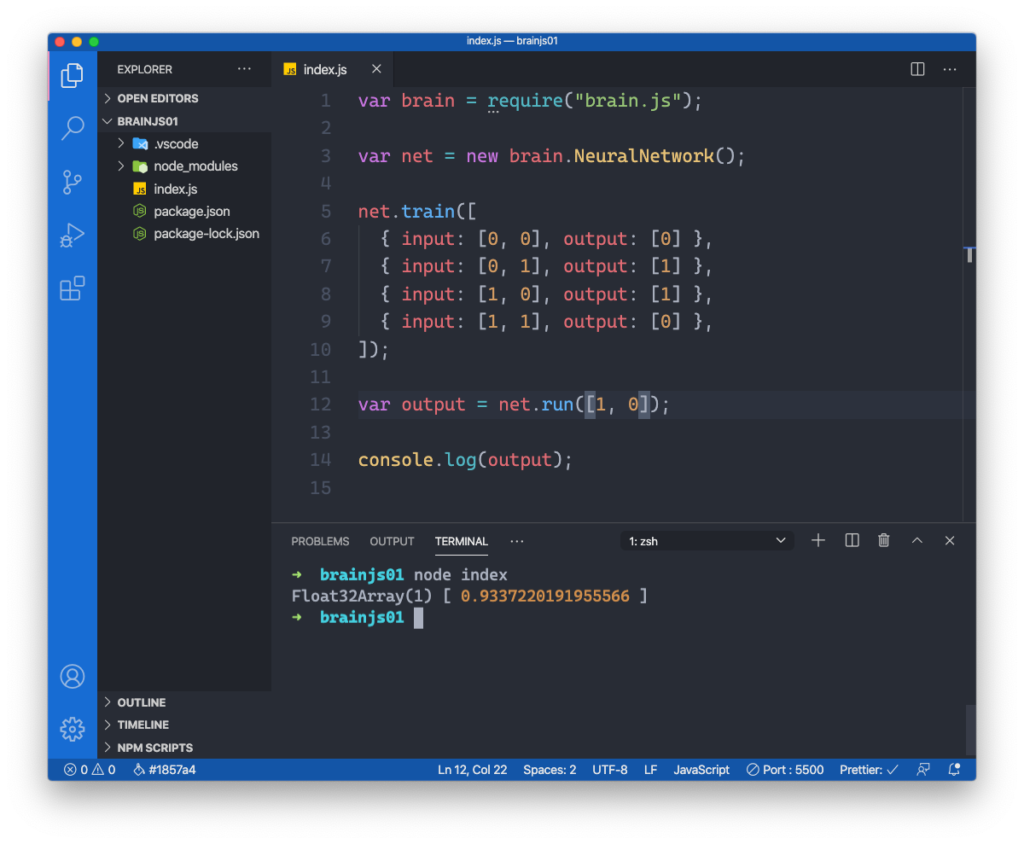 index.js — brainjs01
EXPLORER ···
OPEN EDITORS
BRAINJS01
.vscode
node_modules
JS index.js
JS package.json
JS package-lock.json
OUTLINE
TIMELINE
NPM SCRIPTS
JS index.js × ···
1 var brain = require("brain.js");
2
3 var net = new brain.NeuralNetwork();
4
5 net.train([
6 { input: [0, 0], output: [0] },
7 { input: [0, 1], output: [1] },
8 { input: [1, 0], output: [1] },
9 { input: [1, 1], output: [0] },
10 ]);
11
12 var output = net.run([1, 0]);
13
14 console.log(output);
15
PROBLEMS OUTPUT TERMINAL ··· 1: zsh
➜ brainjs01 node index
Float32Array(1) [ 0.9337220191955566 ]
➜ brainjs01
0 0 #1857a4 Ln 12, Col 22 Spaces: 2 UTF-8 LF JavaScript Port : 5500 Prettier: ✓